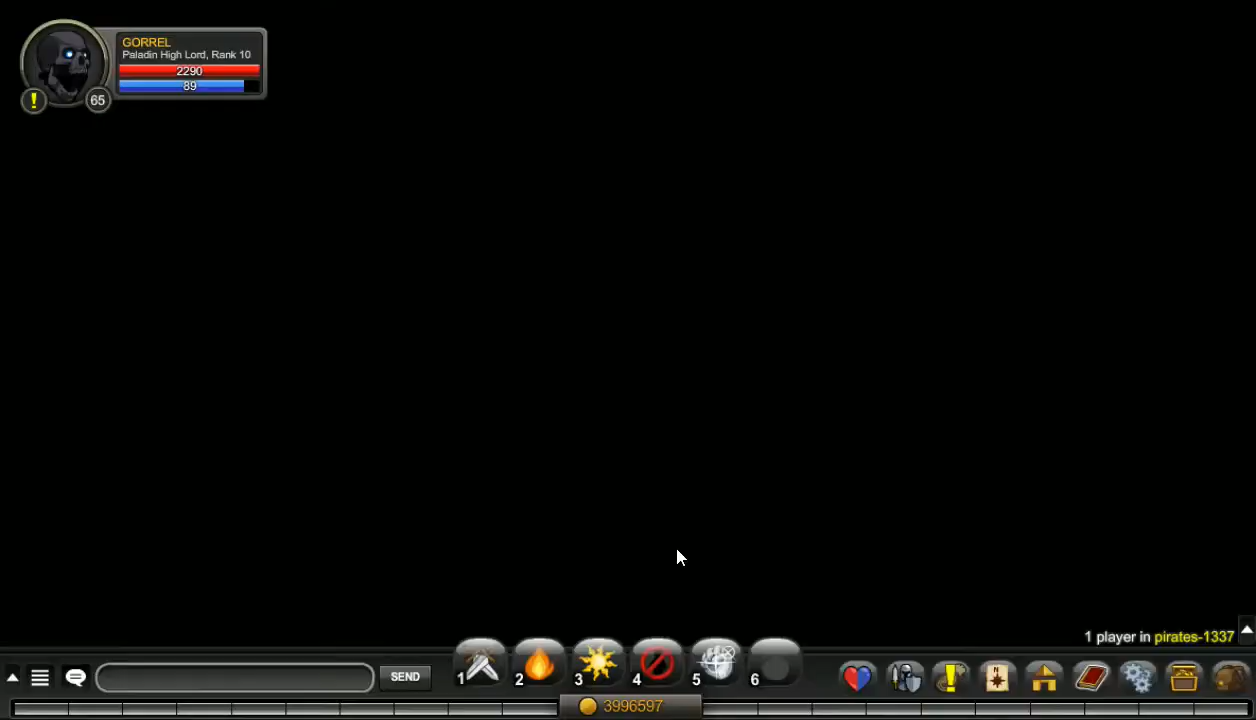 GORREL
Paladin High Lord, Rank 10
2290
89
65
1 player in pirates-1337
SEND
1
2
3
4
5
6
3996597